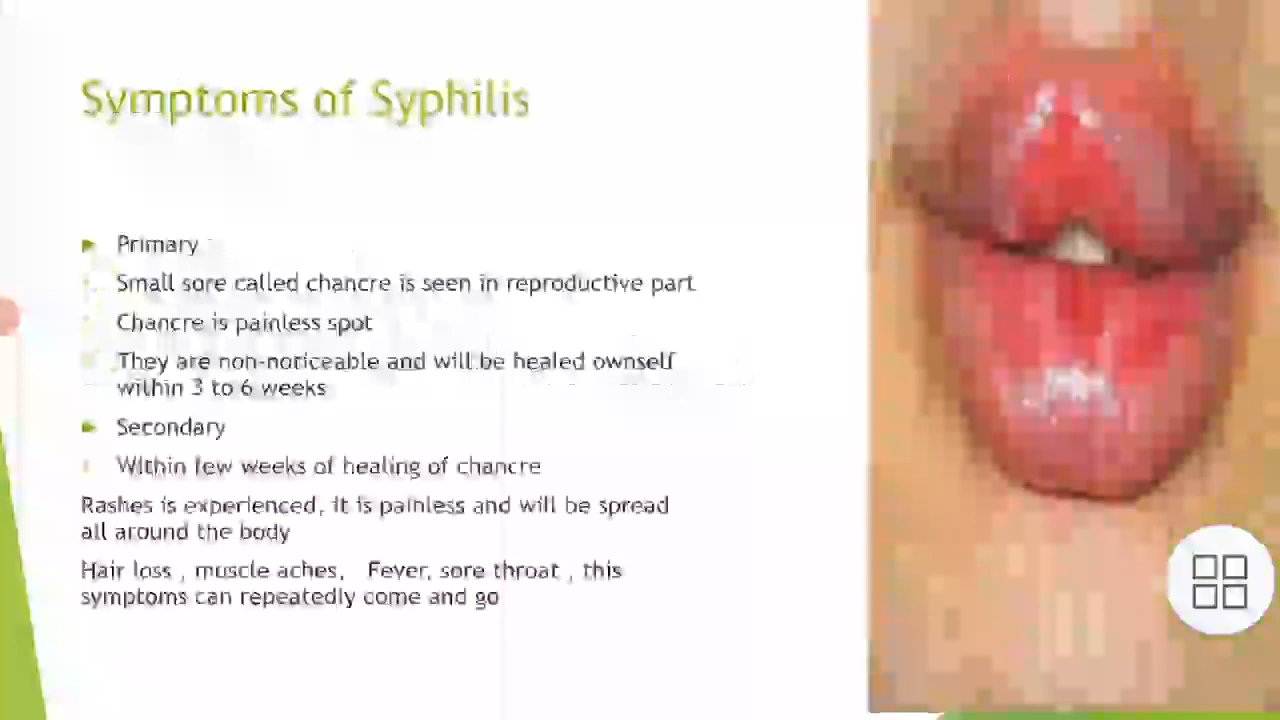 Symptoms of Syphilis
Primary
Small sore called chancre is seen in reproductive part
Chancre is painless spot
They are non-noticeable and will be healed ownself
within 3 to 6 weeks
Secondary
Within few weeks of healing of chancre
Rashes is experienced, it is painless and will be spread
all around the body
Hair loss , muscle aches, Fever, sore throat , this
symptoms can repeatedly come and go